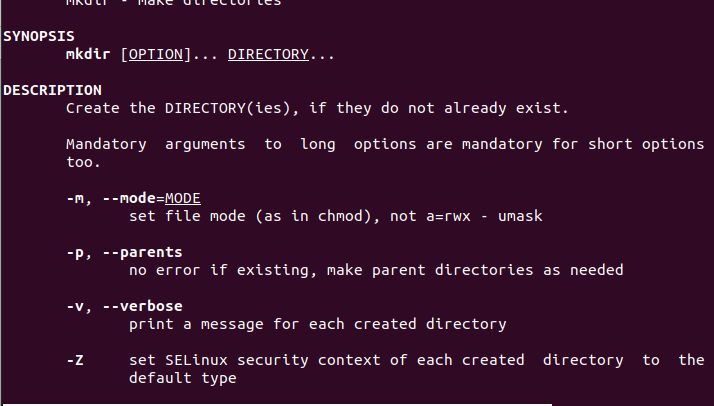 mkdir - make directories
SYNOPSIS
mkdir [OPTION]... DIRECTORY...
DESCRIPTION
Create the DIRECTORY(ies), if they do not already exist.
Mandatory arguments to long options are mandatory for short options
too.
-m, --mode=MODE
set file mode (as in chmod), not a=rwx - umask
-p, --parents
no error if existing, make parent directories as needed
-v, --verbose
print a message for each created directory
-Z set SELinux security context of each created directory to the
default type